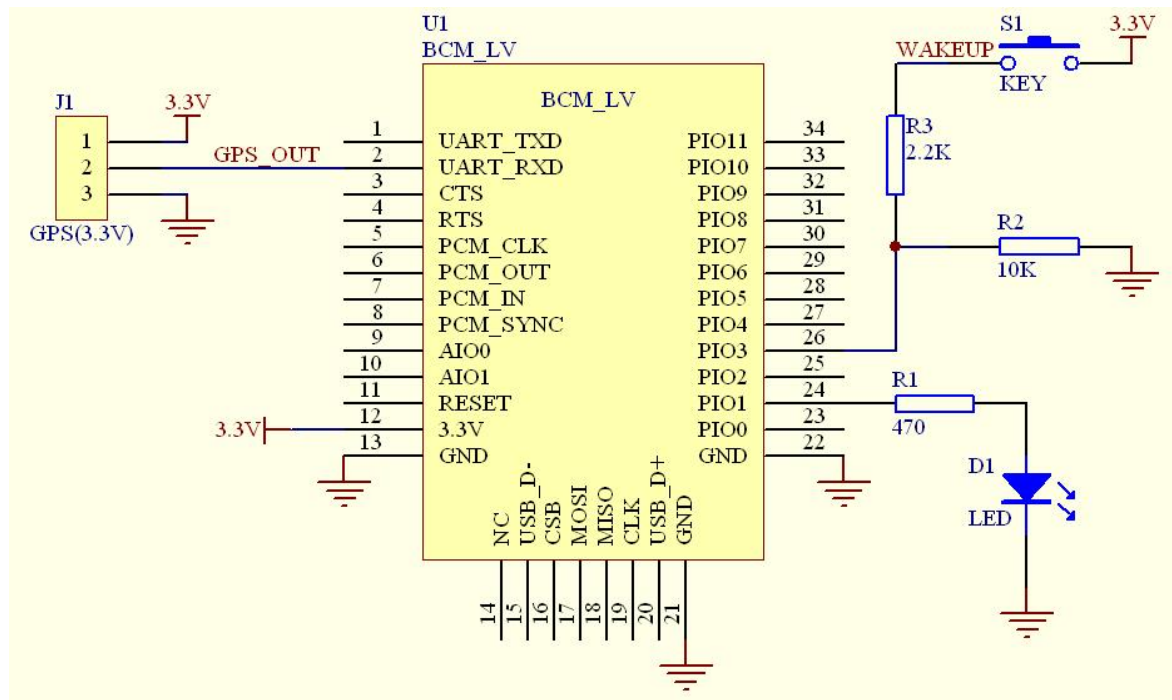 U1
BCM_LV
BCM_LV
J1
1
2
3
GPS(3.3V)
3.3V
GPS_OUT
1 UART_TXD
2 UART_RXD
3 CTS
4 RTS
5 PCM_CLK
6 PCM_OUT
7 PCM_IN
8 PCM_SYNC
9 AIO0
10 AIO1
11 RESET
3.3V 12 3.3V
13 GND
PIO11 34
PIO10 33
PIO9 32
PIO8 31
PIO7 30
PIO6 29
PIO5 28
PIO4 27
PIO3 26
PIO2 25
PIO1 24
PIO0 23
GND 22
NC 14
USB_D- 15
CSB 16
MOSI 17
MISO 18
CLK 19
USB_D+ 20
GND 21
WAKEUP
S1
KEY
3.3V
R3
2.2K
R2
10K
R1
470
D1
LED